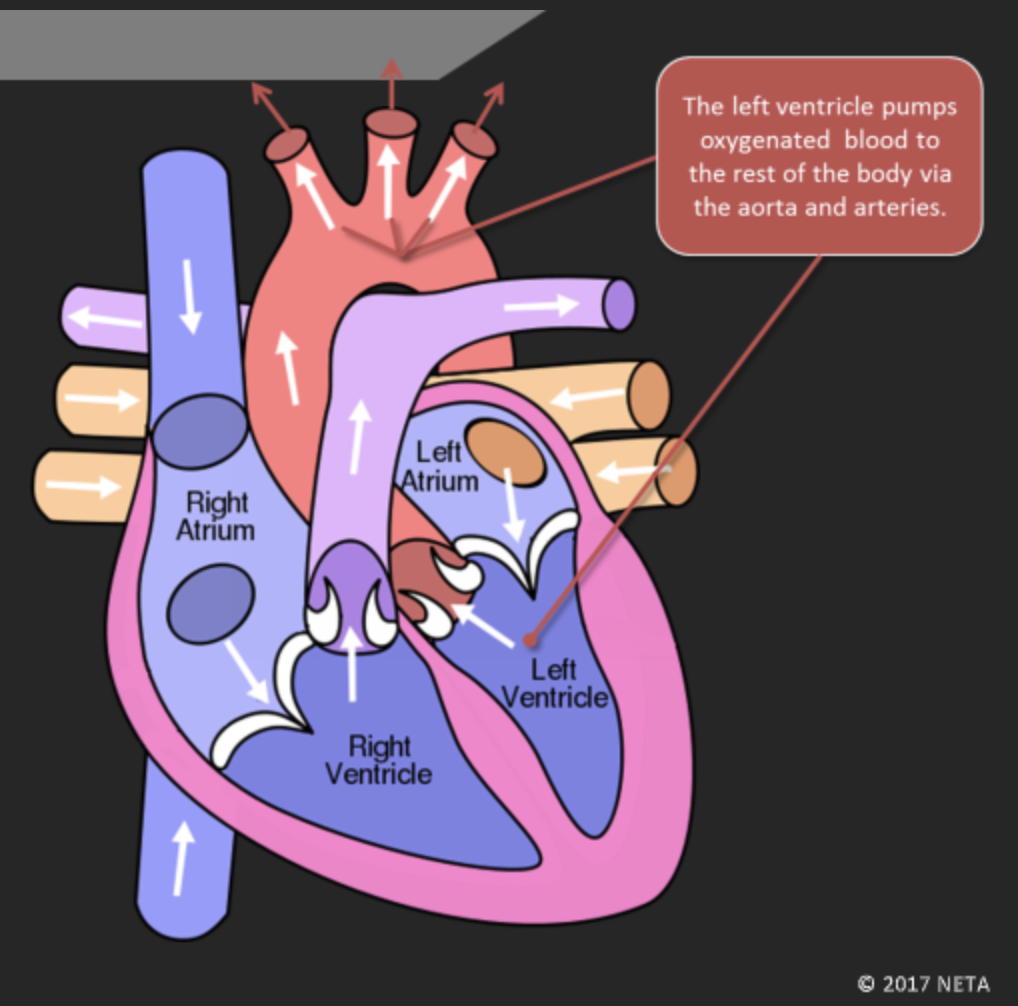 The left ventricle pumps
oxygenated blood to
the rest of the body via
the aorta and arteries.
Left
Atrium
Right
Atrium
Left
Ventricle
Right
Ventricle
© 2017 NETA